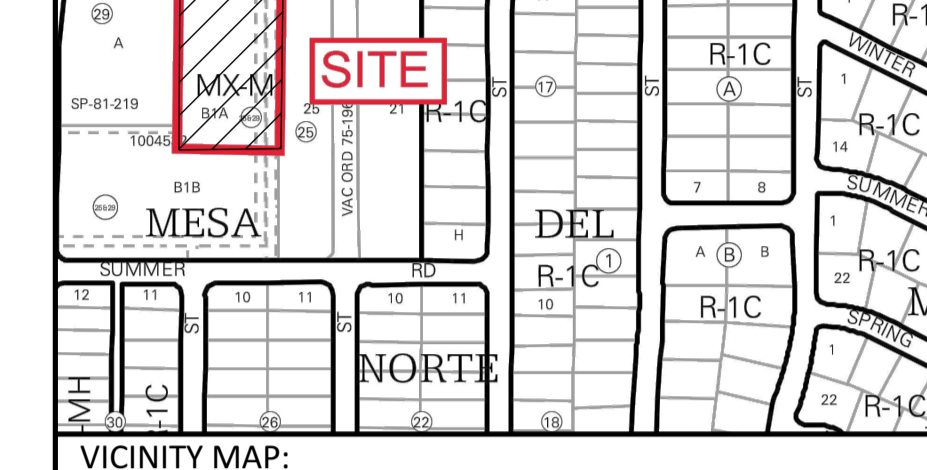 29
A
SP-81-219
MX-M
B1A
SITE
25
25
21
VAC ORD 75-196
R-1C
ST
17
ST
R-1C
A
ST
7
8
R-1
WINTER
1
R-1C
14
SUMMER
B1B
25&29
MESA
H
DEL
R-1C
1
10
A
B
B
R-1C
1
R-1C
22
SPRING
SUMMER
RD
12
11
ST
10
11
ST
10
11
NORTE
-MH
30
-1C
26
22
18
1
22
R-1C
VICINITY MAP: